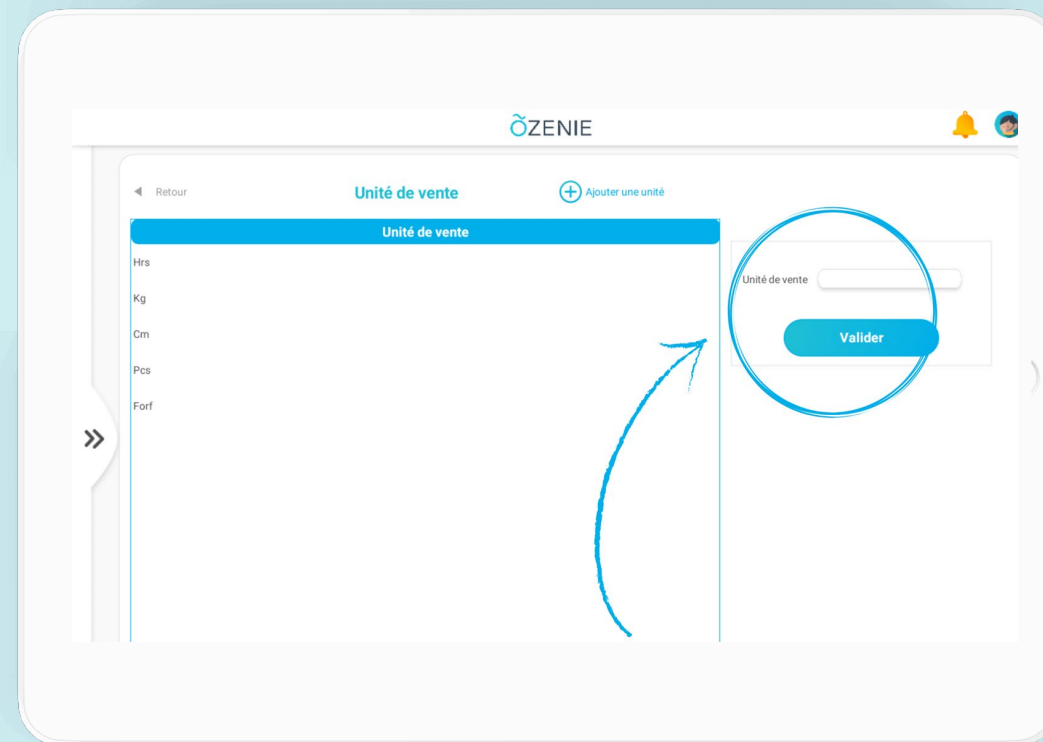 ÕZENIE
Retour
Unité de vente
Ajouter une unité
Unité de vente
Hrs
Kg
Cm
Pcs
Forf
Unité de vente
Valider